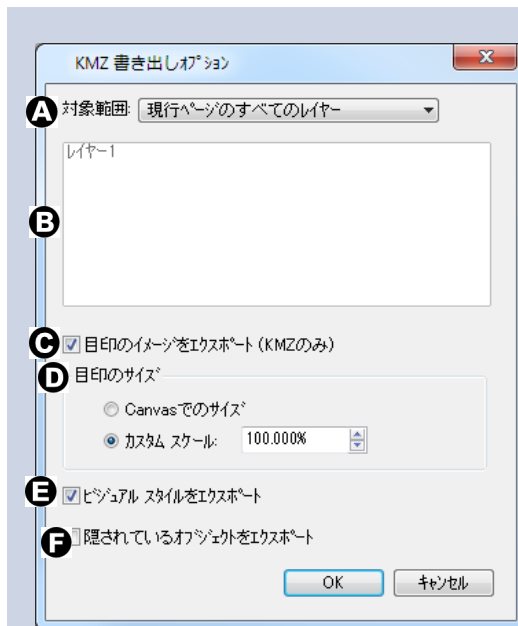 KMZ 書き出しオプション
A 対象範囲: 現行ページのすべてのレイヤー
レイヤー1
B
C 目印のイメージをエクスポート (KMZのみ)
D 目印のサイズ
Canvasでのサイズ
カスタム スケール: 100.000%
E ビジュアル スタイルをエクスポート
F 隠されているオブジェクトをエクスポート
OK キャンセル